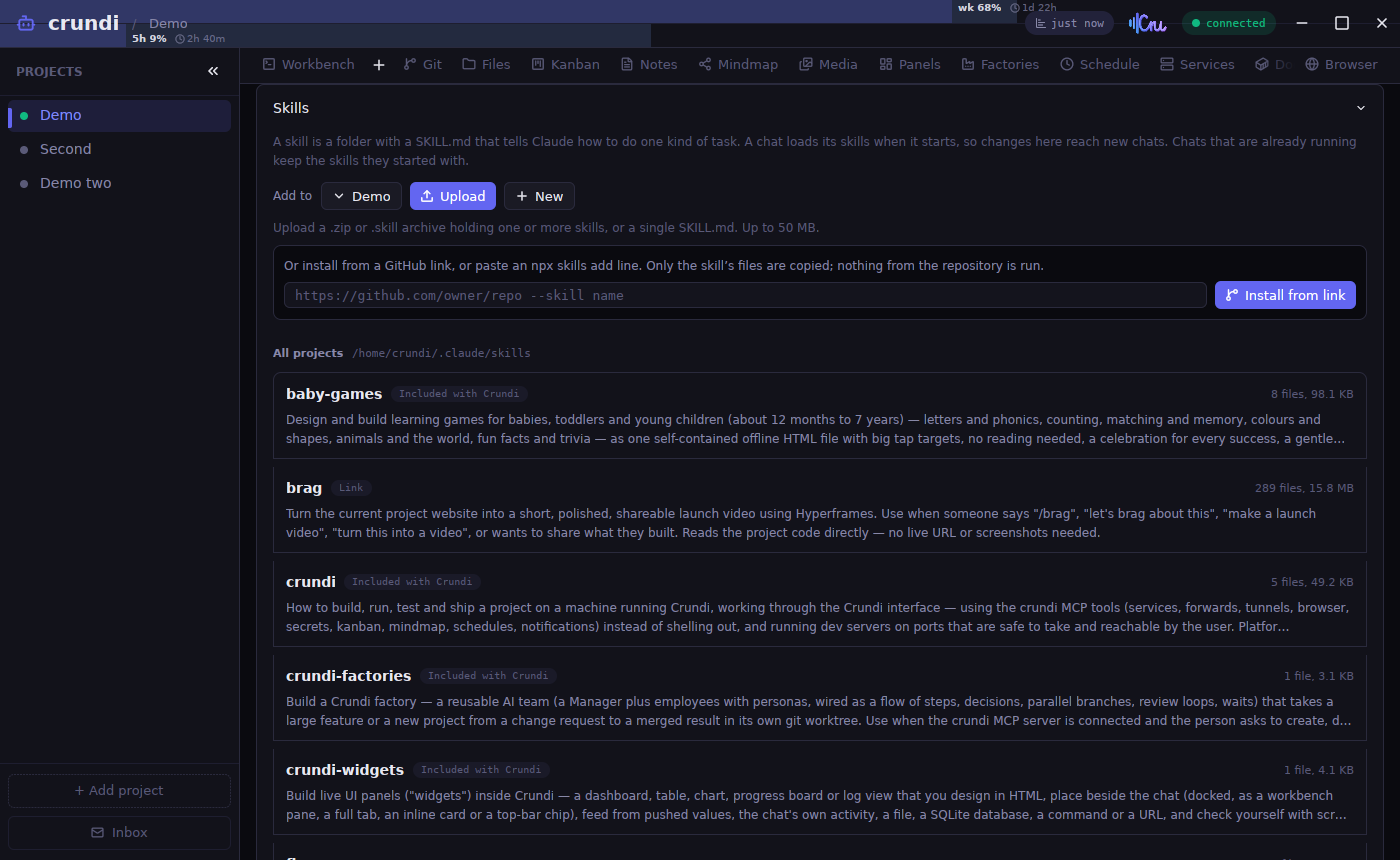 crundi / Demo
wk 68% 1d 22h
5h 9% 2h 40m
just now
Cru
connected
PROJECTS
Demo
Second
Demo two
+ Add project
Inbox
Workbench + Git Files Kanban Notes Mindmap Media Panels Factories Schedule Services Do Browser
Skills
A skill is a folder with a SKILL.md that tells Claude how to do one kind of task. A chat loads its skills when it starts, so changes here reach new chats. Chats that are already running
keep the skills they started with.
Add to Demo Upload + New
Upload a .zip or .skill archive holding one or more skills, or a single SKILL.md. Up to 50 MB.
Or install from a GitHub link, or paste an npx skills add line. Only the skill’s files are copied; nothing from the repository is run.
https://github.com/owner/repo --skill name Install from link
All projects /home/crundi/.claude/skills
baby-games Included with Crundi 8 files, 98.1 KB
Design and build learning games for babies, toddlers and young children (about 12 months to 7 years) — letters and phonics, counting, matching and memory, colours and
shapes, animals and the world, fun facts and trivia — as one self-contained offline HTML file with big tap targets, no reading needed, a celebration for every success, a gentle...
brag Link 289 files, 15.8 MB
Turn the current project website into a short, polished, shareable launch video using Hyperframes. Use when someone says "/brag", "let's brag about this", "make a launch
video", "turn this into a video", or wants to share what they built. Reads the project code directly — no live URL or screenshots needed.
crundi Included with Crundi 5 files, 49.2 KB
How to build, run, test and ship a project on a machine running Crundi, working through the Crundi interface — using the crundi MCP tools (services, forwards, tunnels, browser,
secrets, kanban, mindmap, schedules, notifications) instead of shelling out, and running dev servers on ports that are safe to take and reachable by the user. Platfor...
crundi-factories Included with Crundi 1 file, 3.1 KB
Build a Crundi factory — a reusable AI team (a Manager plus employees with personas, wired as a flow of steps, decisions, parallel branches, review loops, waits) that takes a
large feature or a new project from a change request to a merged result in its own git worktree. Use when the crundi MCP server is connected and the person asks to create, d...
crundi-widgets Included with Crundi 1 file, 4.1 KB
Build live UI panels ("widgets") inside Crundi — a dashboard, table, chart, progress board or log view that you design in HTML, place beside the chat (docked, as a workbench
pane, a full tab, an inline card or a top-bar chip), feed from pushed values, the chat's own activity, a file, a SQLite database, a command or a URL, and check yourself with scr...